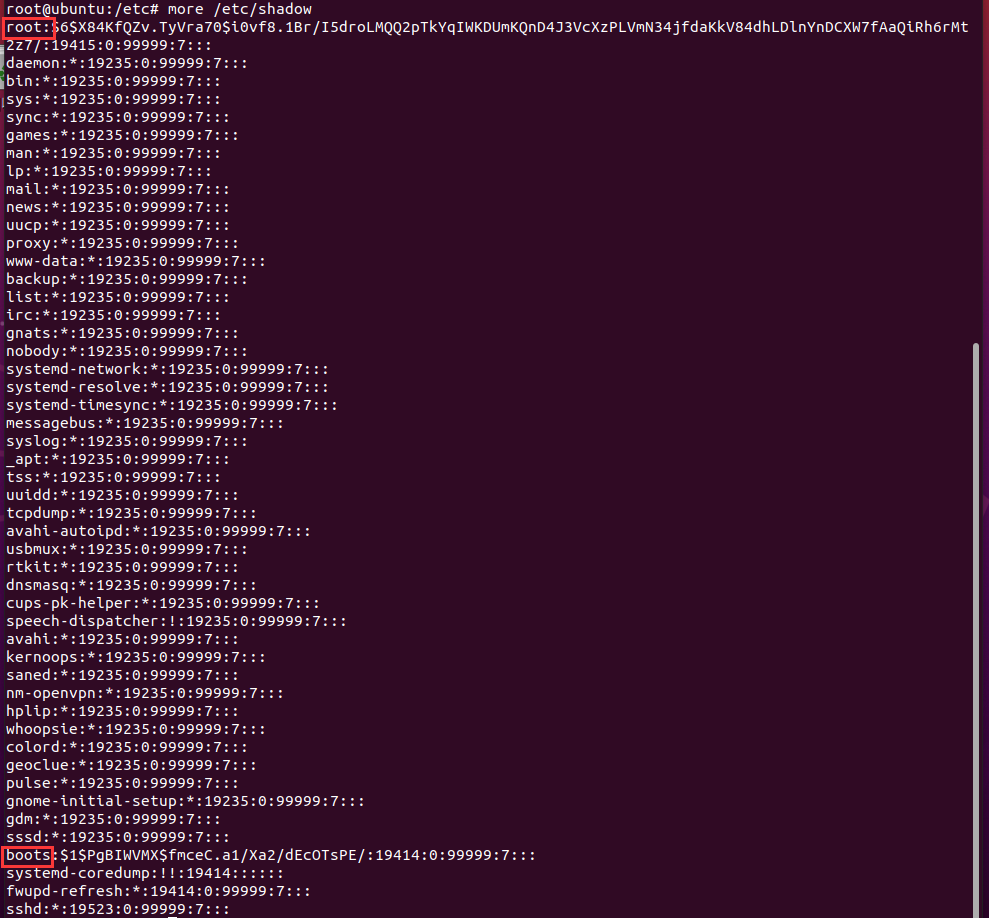 root@ubuntu:/etc# more /etc/shadow
root:$6$X84KfQZv.TyVra70$i0vf8.1Br/I5droLMQQ2pTkYqIWKDUmKQnD4J3VcXzPLVmN34jfdaKkV84dhLDlnYnDCXW7fAaQiRh6rMt
2z7/:19415:0:99999:7:::
daemon:*:19235:0:99999:7:::
bin:*:19235:0:99999:7:::
sys:*:19235:0:99999:7:::
sync:*:19235:0:99999:7:::
games:*:19235:0:99999:7:::
man:*:19235:0:99999:7:::
lp:*:19235:0:99999:7:::
mail:*:19235:0:99999:7:::
news:*:19235:0:99999:7:::
uucp:*:19235:0:99999:7:::
proxy:*:19235:0:99999:7:::
www-data:*:19235:0:99999:7:::
backup:*:19235:0:99999:7:::
list:*:19235:0:99999:7:::
irc:*:19235:0:99999:7:::
gnats:*:19235:0:99999:7:::
nobody:*:19235:0:99999:7:::
systemd-network:*:19235:0:99999:7:::
systemd-resolve:*:19235:0:99999:7:::
systemd-timesync:*:19235:0:99999:7:::
messagebus:*:19235:0:99999:7:::
syslog:*:19235:0:99999:7:::
_apt:*:19235:0:99999:7:::
tss:*:19235:0:99999:7:::
uuidd:*:19235:0:99999:7:::
tcpdump:*:19235:0:99999:7:::
avahi-autoipd:*:19235:0:99999:7:::
usbmux:*:19235:0:99999:7:::
rtkit:*:19235:0:99999:7:::
dnsmasq:*:19235:0:99999:7:::
cups-pk-helper:*:19235:0:99999:7:::
speech-dispatcher:!:19235:0:99999:7:::
avahi:*:19235:0:99999:7:::
kernoops:*:19235:0:99999:7:::
saned:*:19235:0:99999:7:::
nm-openvpn:*:19235:0:99999:7:::
hplip:*:19235:0:99999:7:::
whoopsie:*:19235:0:99999:7:::
colord:*:19235:0:99999:7:::
geoclue:*:19235:0:99999:7:::
pulse:*:19235:0:99999:7:::
gnome-initial-setup:*:19235:0:99999:7:::
gdm:*:19235:0:99999:7:::
sssd:*:19235:0:99999:7:::
boots:$1$PgBIWVMX$fmceC.a1/Xa2/dEcOTsPE/:19414:0:99999:7:::
systemd-coredump:!!:19414::::::
fwupd-refresh:*:19414:0:99999:7:::
sshd:*:19523:0:99999:7:::